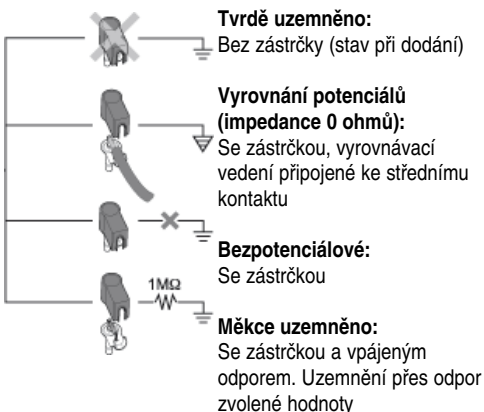 Tvrdě uzemněno:
Bez zástrčky (stav při dodání)
Vyrovnání potenciálů
(impedance 0 ohmů):
Se zástrčkou, vyrovnávací
vedení připojené ke střednímu
kontaktu
Bezpotenciálové:
Se zástrčkou
1MΩ
Měkce uzemněno:
Se zástrčkou a vpájeným
odporem. Uzemnění přes odpor
zvolené hodnoty